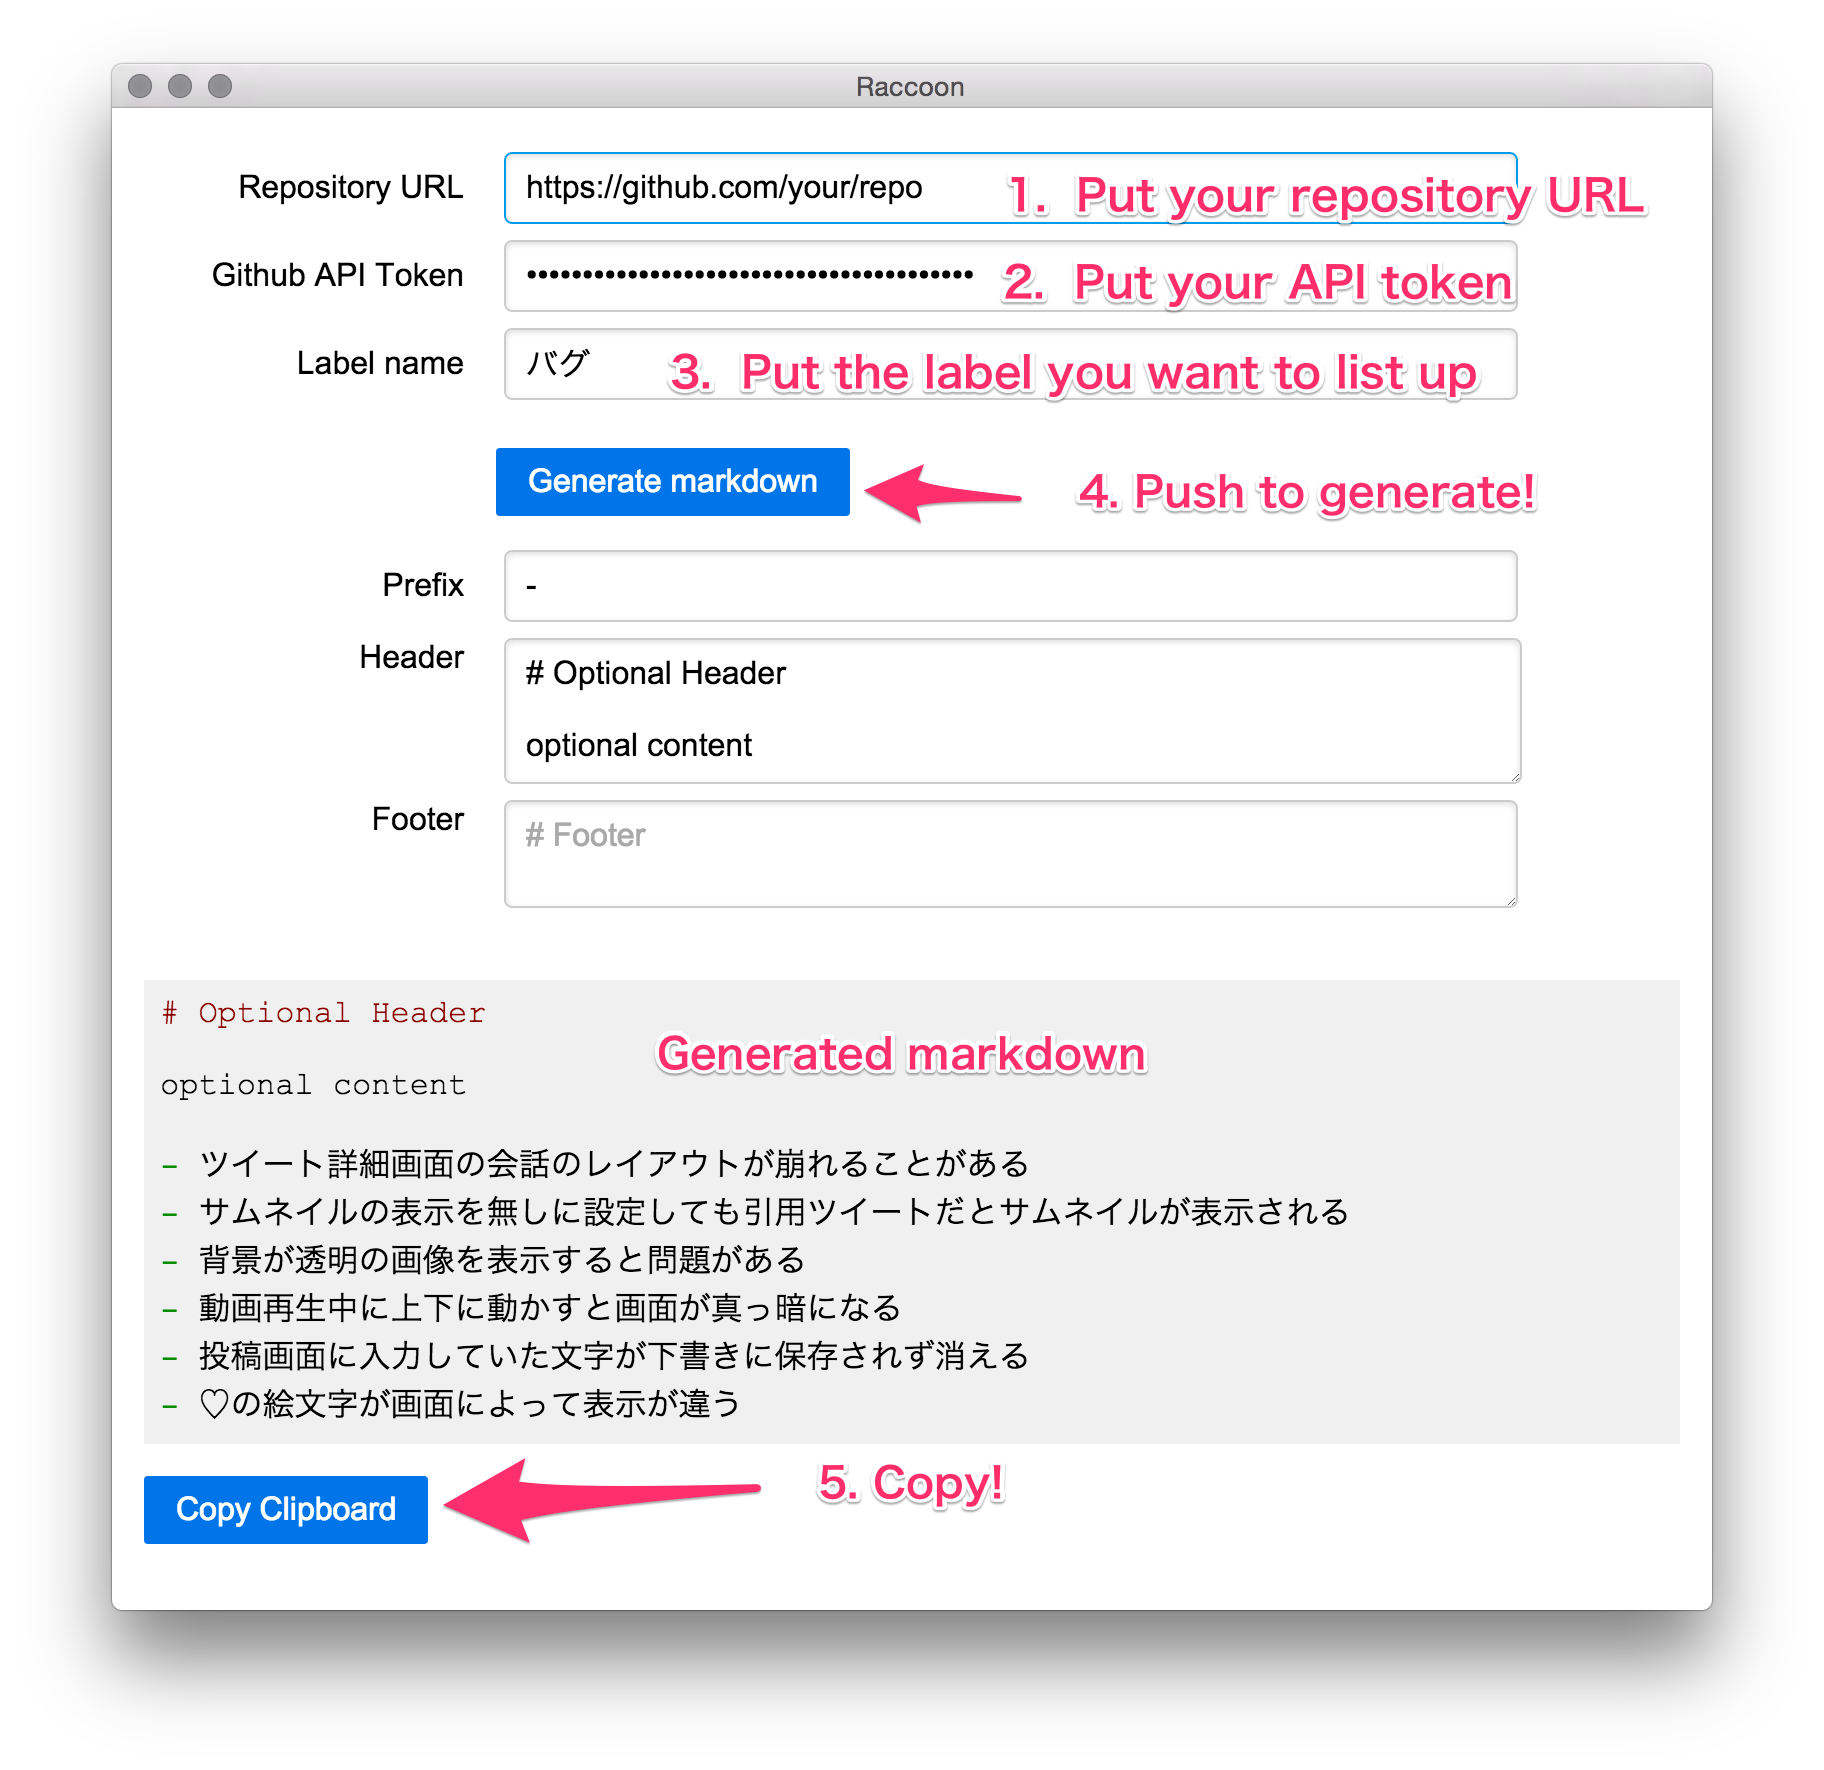 Raccoon
Repository URL
https://github.com/your/repo
1. Put your repository URL
Github API Token
••••••••••••••••••••••••••••••••••••••••
2. Put your API token
Label name
バグ
3. Put the label you want to list up
Generate markdown
4. Push to generate!
Prefix
-
Header
# Optional Header
optional content
Footer
# Footer
# Optional Header
Generated markdown
optional content
- ツイート詳細画面の会話のレイアウトが崩れることがある
- サムネイルの表示を無しに設定しても引用ツイートだとサムネイルが表示される
- 背景が透明の画像を表示すると問題がある
- 動画再生中に上下に動かすと画面が真っ暗になる
- 投稿画面に入力していた文字が下書きに保存されず消える
- ♡の絵文字が画面によって表示が違う
Copy Clipboard
5. Copy!